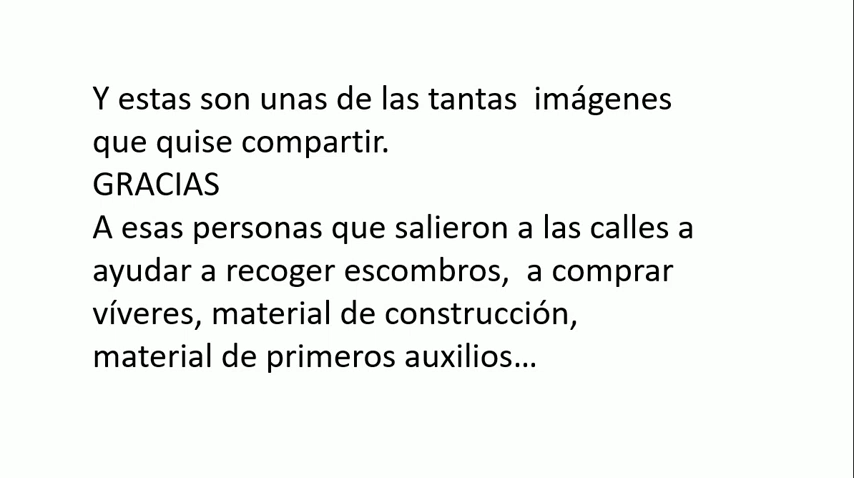 Y estas son unas de las tantas  imágenes
que quise compartir.
GRACIAS
A esas personas que salieron a las calles a
ayudar a recoger escombros,  a comprar
víveres, material de construcción,
material de primeros auxilios…